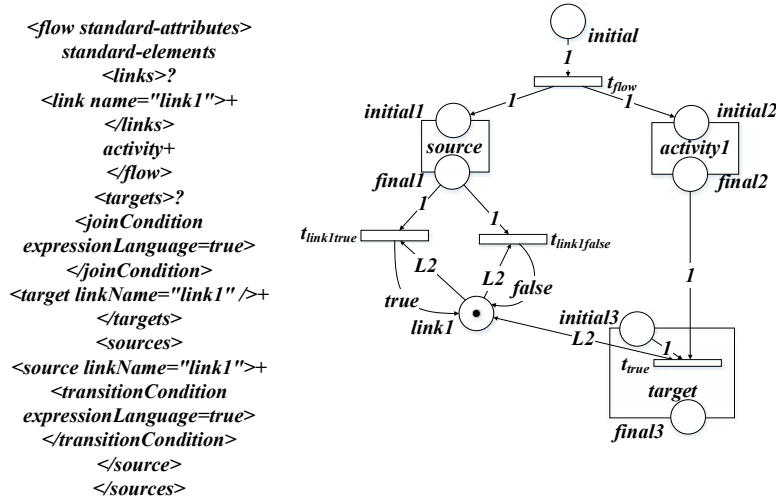 <flow standard-attributes>
standard-elements
<links>?
<link name="link1">+
</links>
activity+
</flow>
<targets>?
<joinCondition
expressionLanguage=true>
</joinCondition>
<target linkName="link1" />+
</targets>
<sources>
<source linkName="link1">+
<transitionCondition
expressionLanguage=true>
</transitionCondition>
</source>
</sources>
initial
1
tflow
1
1
initial1
initial2
source
activity1
final1
final2
1
1
tlink1true
tlink1false
L2
L2
1
true
false
link1
initial3
L2
1
ttrue
target
final3